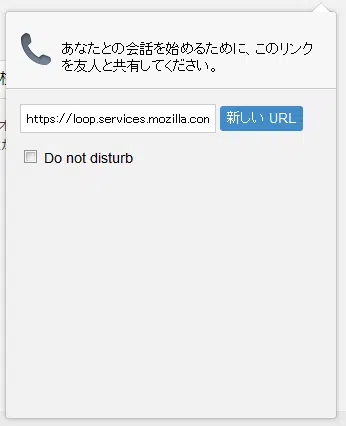 あなたとの会話を始めるために、このリンク
を友人と共有してください。
https://loop.services.mozilla.con
新しい URL
Do not disturb